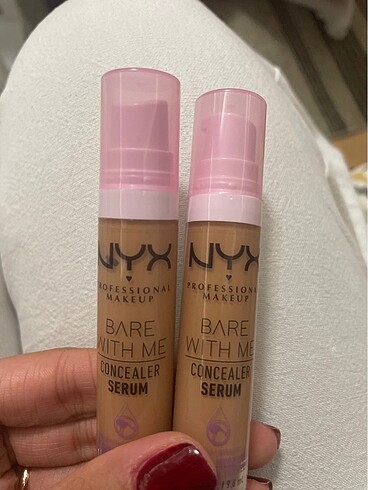 NYX
PROFESSIONAL
MAKEUP
BARE
WITH ME
CONCEALER
SERUM
NYX
PROFESSIONAL
MAKEUP
BARE
WITH ME
CONCEALER
SERUM